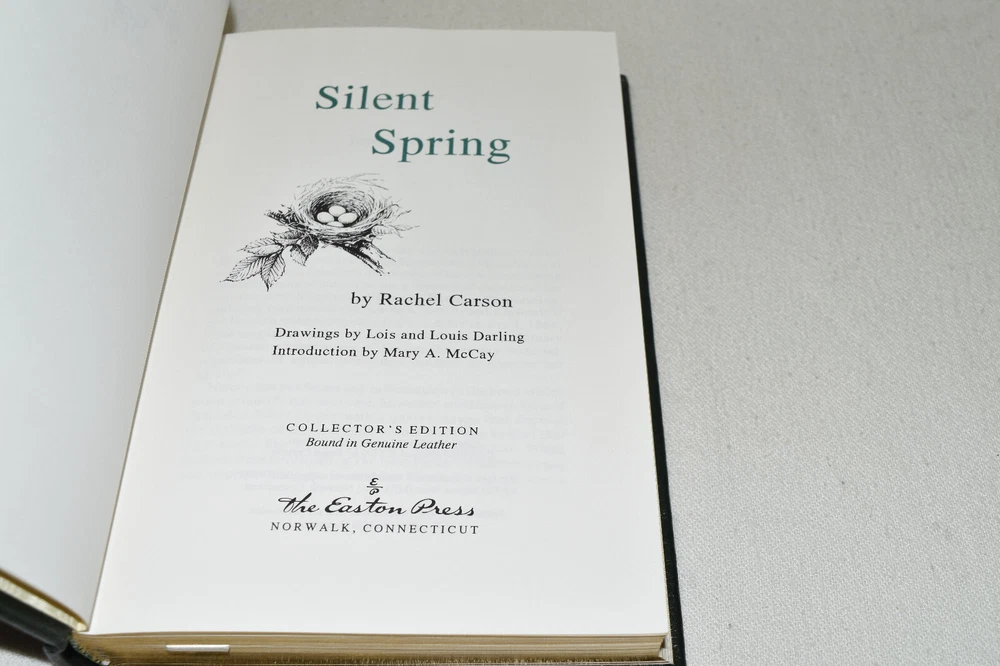 Silent
Spring
by Rachel Carson
Drawings by Lois and Louis Darling
Introduction by Mary A. McCay
COLLECTOR'S EDITION
Bound in Genuine Leather
E
P
The Easton Press
NORWALK, CONNECTICUT